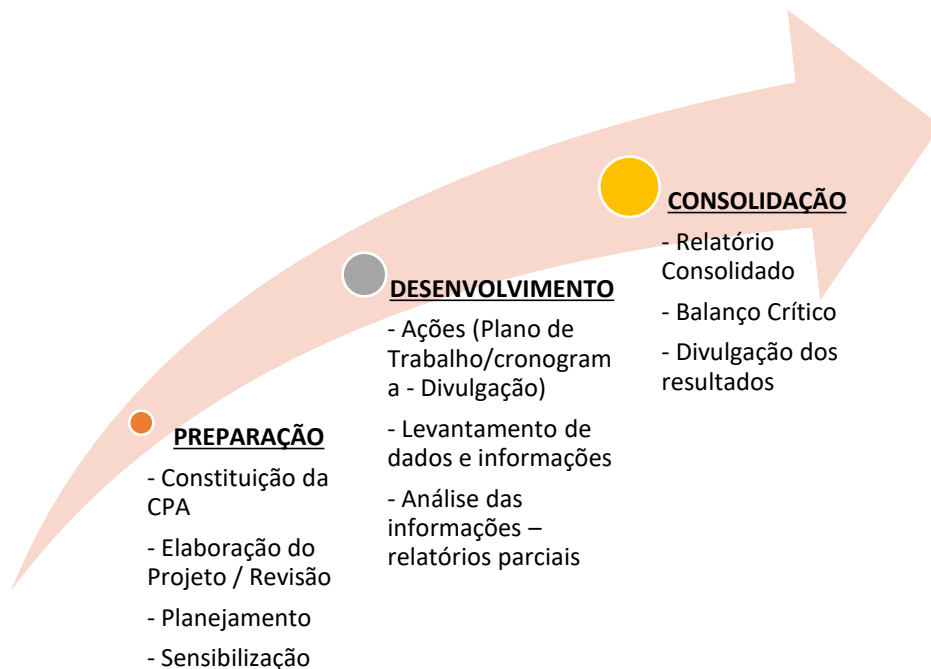 PREPARAÇÃO
- Constituição da
CPA
- Elaboração do
Projeto / Revisão
- Planejamento
- Sensibilização
DESENVOLVIMENTO
- Ações (Plano de
Trabalho/cronogram
a - Divulgação)
- Levantamento de
dados e informações
- Análise das
informações –
relatórios parciais
CONSOLIDAÇÃO
- Relatório
Consolidado
- Balanço Crítico
- Divulgação dos
resultados